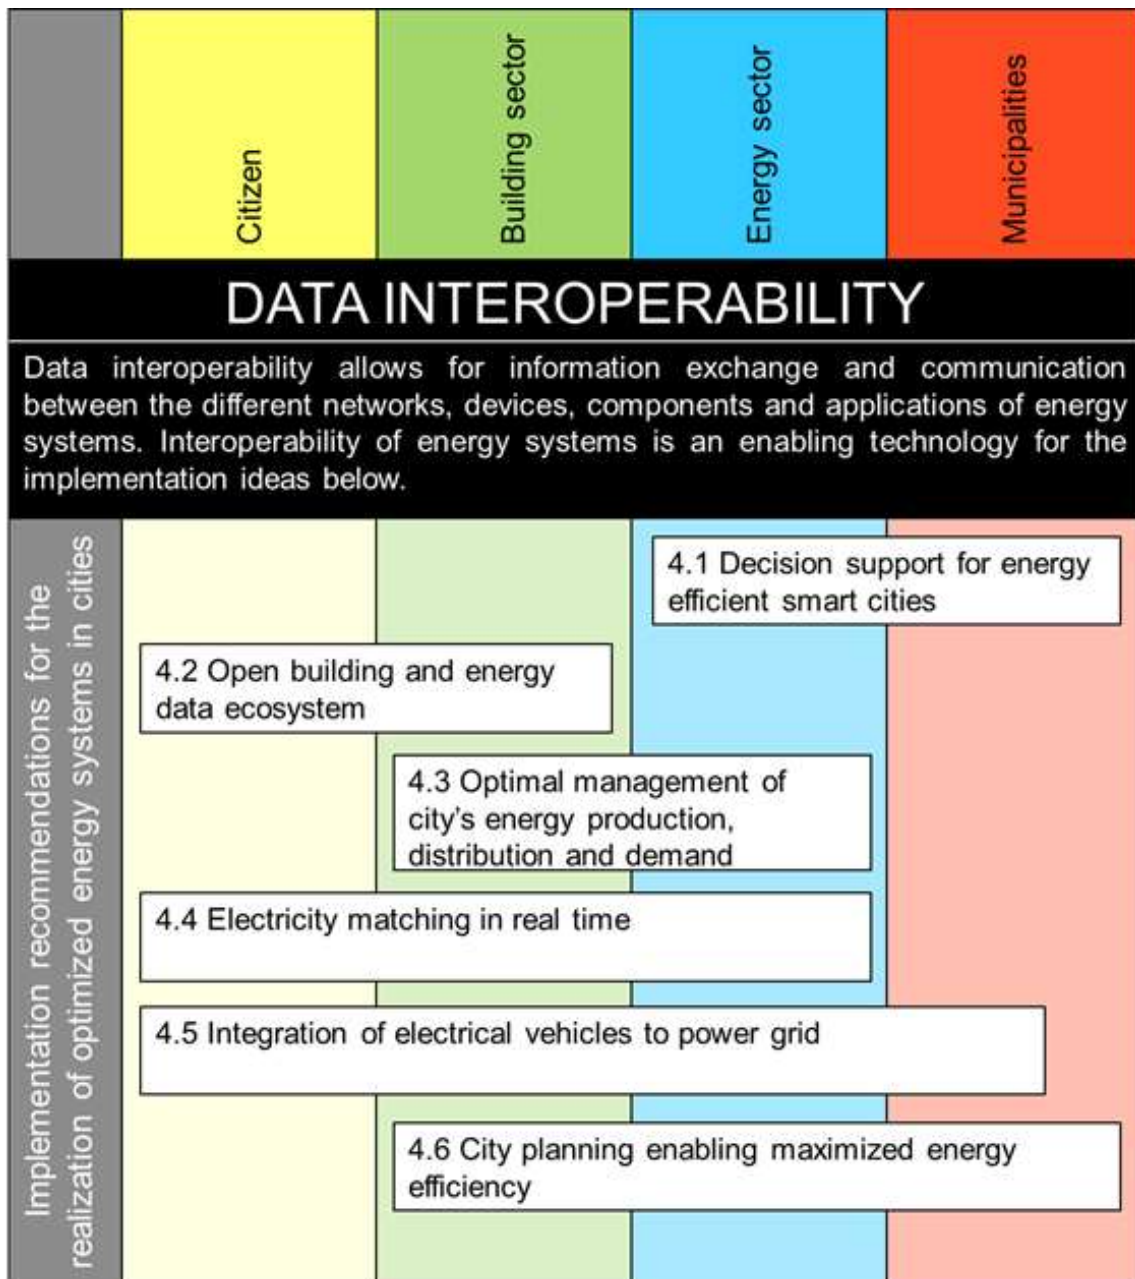 Citizen
Building sector
Energy sector
Municipalities
DATA INTEROPERABILITY
Data interoperability allows for information exchange and communication
between the different networks, devices, components and applications of energy
systems. Interoperability of energy systems is an enabling technology for the
implementation ideas below.
Implementation recommendations for the
realization of optimized energy systems in cities
4.1 Decision support for energy
efficient smart cities
4.2 Open building and energy
data ecosystem
4.3 Optimal management of
city's energy production,
distribution and demand
4.4 Electricity matching in real time
4.5 Integration of electrical vehicles to power grid
4.6 City planning enabling maximized energy
efficiency